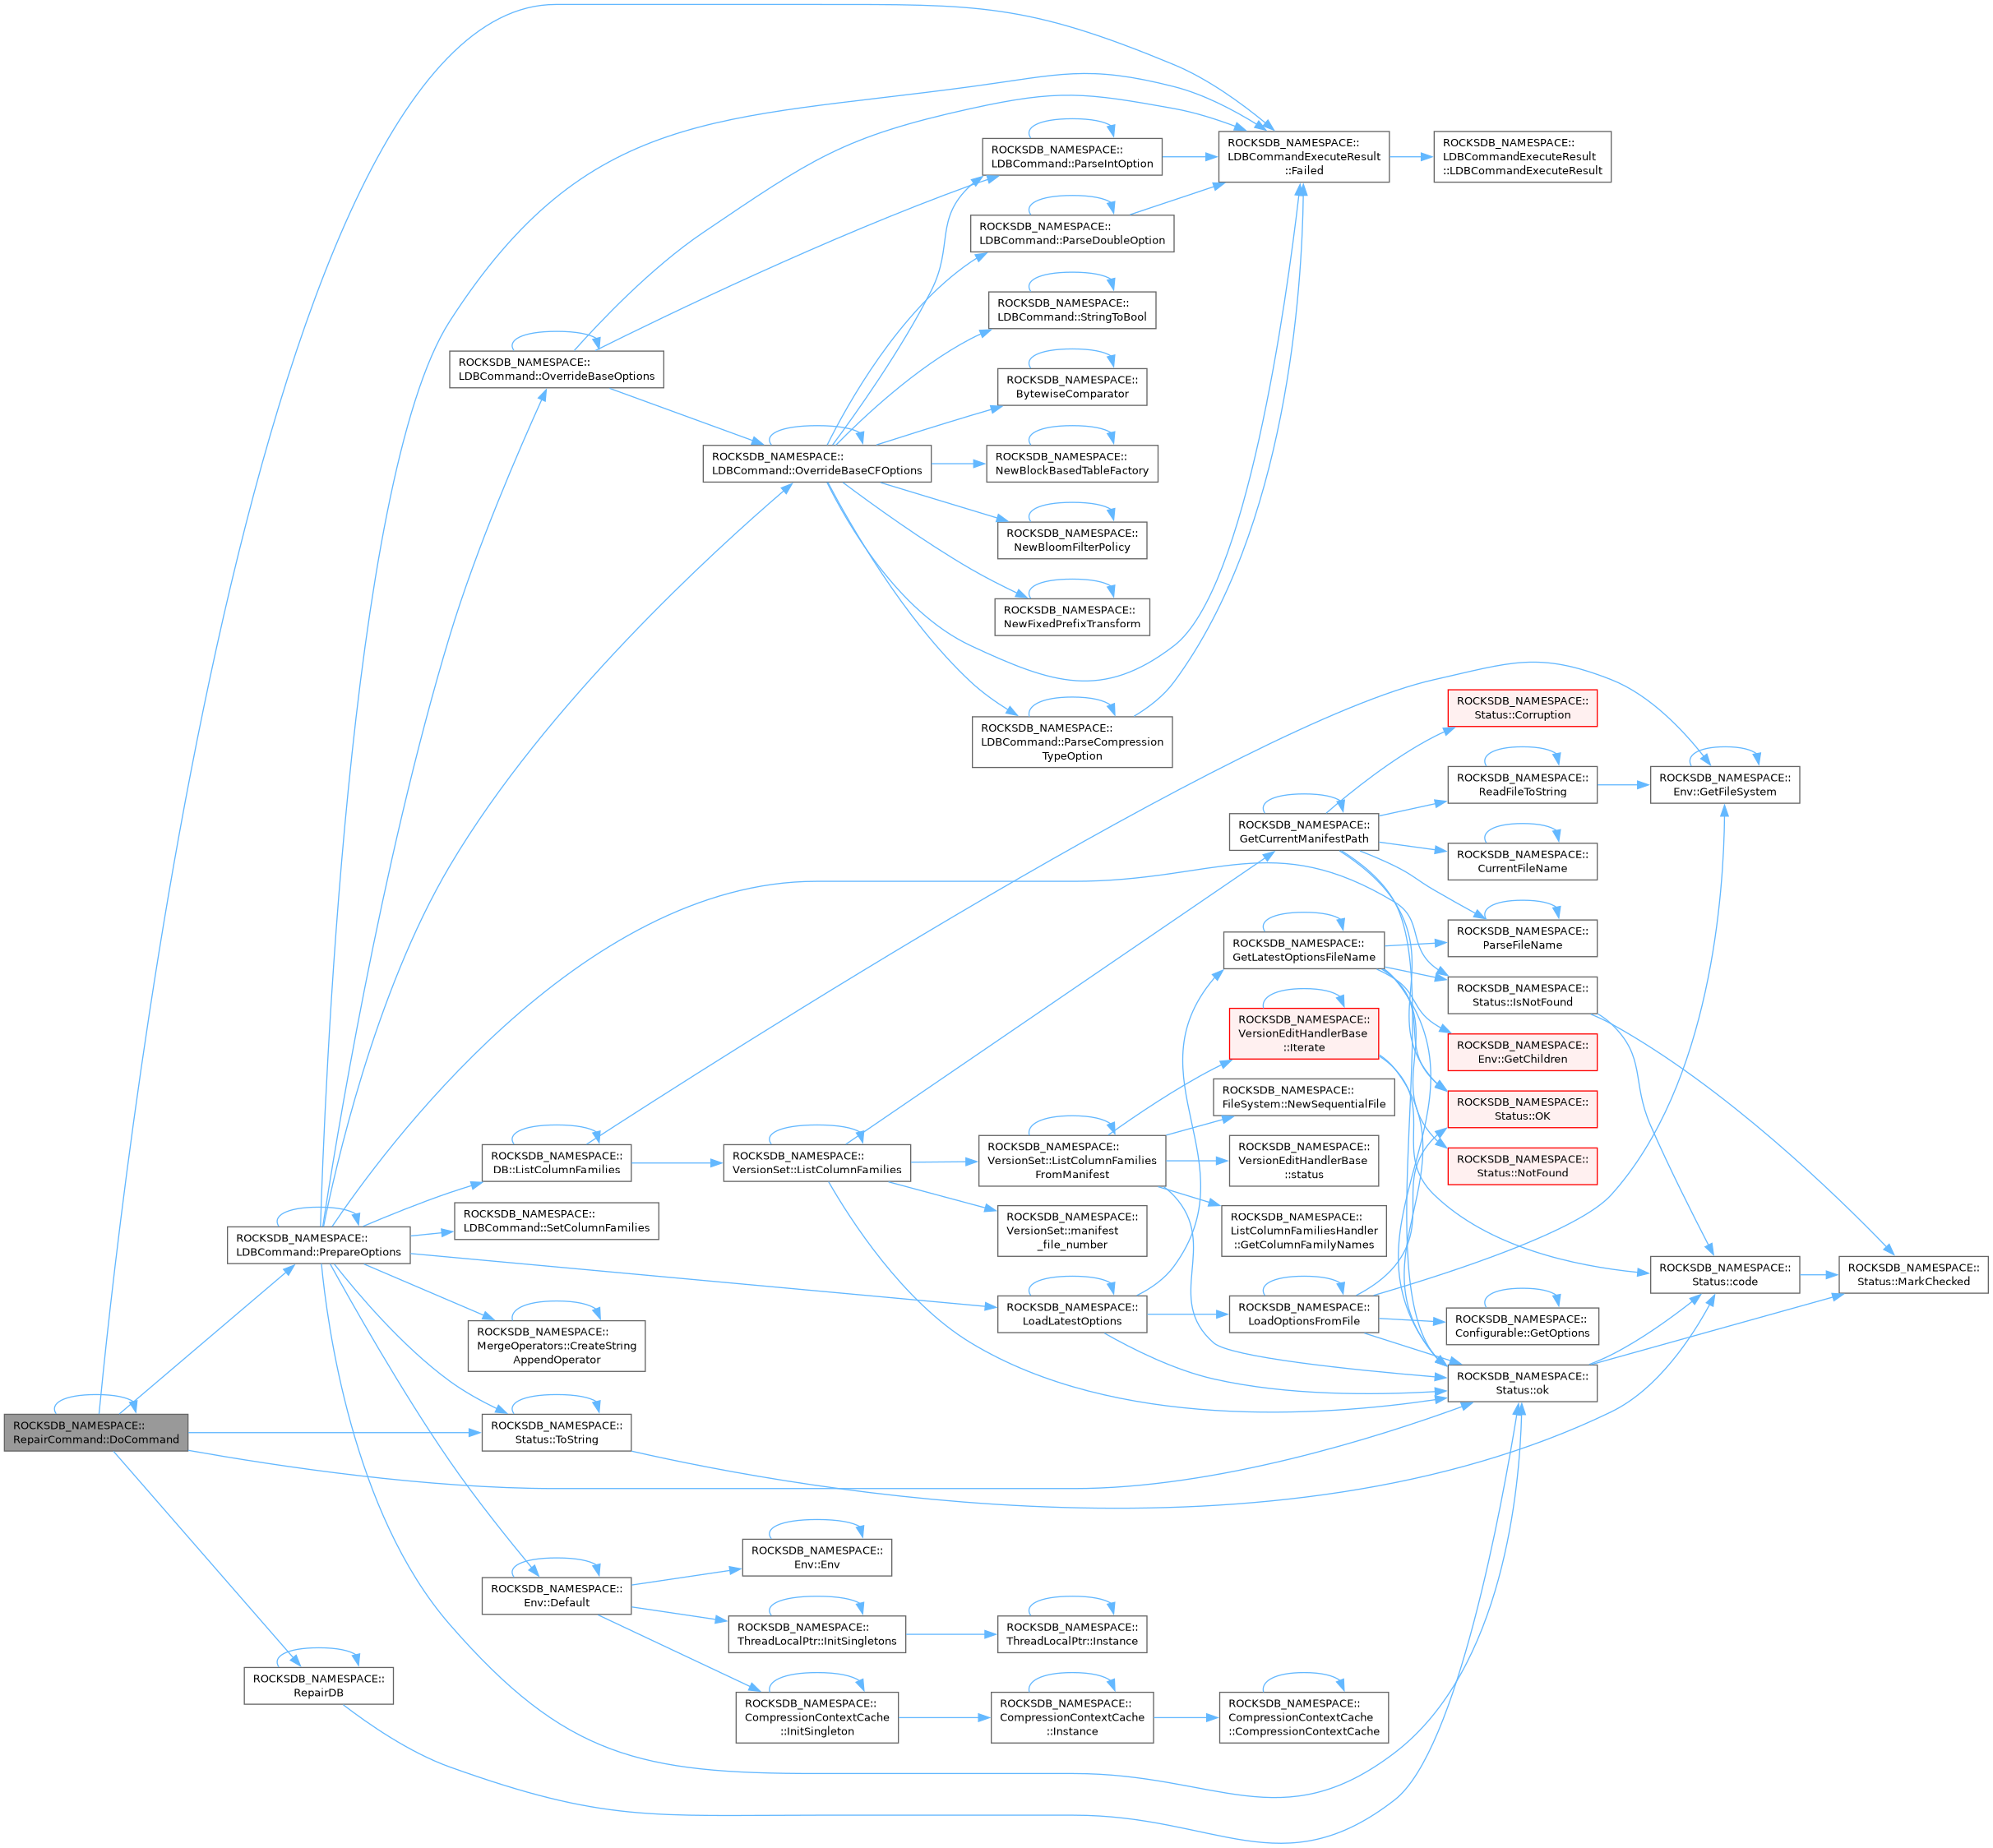 ROCKSDB_NAMESPACE::
RepairCommand::DoCommand
ROCKSDB_NAMESPACE::
LDBCommand::PrepareOptions
ROCKSDB_NAMESPACE::
RepairDB
ROCKSDB_NAMESPACE::
LDBCommand::OverrideBaseOptions
ROCKSDB_NAMESPACE::
DB::ListColumnFamilies
ROCKSDB_NAMESPACE::
LDBCommand::SetColumnFamilies
ROCKSDB_NAMESPACE::
MergeOperators::CreateString
AppendOperator
ROCKSDB_NAMESPACE::
Status::ToString
ROCKSDB_NAMESPACE::
Env::Default
ROCKSDB_NAMESPACE::
LDBCommand::OverrideBaseCFOptions
ROCKSDB_NAMESPACE::
VersionSet::ListColumnFamilies
ROCKSDB_NAMESPACE::
Env::Env
ROCKSDB_NAMESPACE::
ThreadLocalPtr::InitSingletons
ROCKSDB_NAMESPACE::
CompressionContextCache
::InitSingleton
ROCKSDB_NAMESPACE::
LDBCommand::ParseIntOption
ROCKSDB_NAMESPACE::
LDBCommand::ParseDoubleOption
ROCKSDB_NAMESPACE::
LDBCommand::StringToBool
ROCKSDB_NAMESPACE::
BytewiseComparator
ROCKSDB_NAMESPACE::
NewBlockBasedTableFactory
ROCKSDB_NAMESPACE::
NewBloomFilterPolicy
ROCKSDB_NAMESPACE::
NewFixedPrefixTransform
ROCKSDB_NAMESPACE::
LDBCommand::ParseCompression
TypeOption
ROCKSDB_NAMESPACE::
VersionSet::ListColumnFamilies
FromManifest
ROCKSDB_NAMESPACE::
VersionSet::manifest
_file_number
ROCKSDB_NAMESPACE::
LoadLatestOptions
ROCKSDB_NAMESPACE::
ThreadLocalPtr::Instance
ROCKSDB_NAMESPACE::
CompressionContextCache
::Instance
ROCKSDB_NAMESPACE::
LDBCommandExecuteResult
::Failed
ROCKSDB_NAMESPACE::
GetCurrentManifestPath
ROCKSDB_NAMESPACE::
GetLatestOptionsFileName
ROCKSDB_NAMESPACE::
VersionEditHandlerBase
::Iterate
ROCKSDB_NAMESPACE::
FileSystem::NewSequentialFile
ROCKSDB_NAMESPACE::
VersionEditHandlerBase
::status
ROCKSDB_NAMESPACE::
ListColumnFamiliesHandler
::GetColumnFamilyNames
ROCKSDB_NAMESPACE::
LoadOptionsFromFile
ROCKSDB_NAMESPACE::
CompressionContextCache
::CompressionContextCache
ROCKSDB_NAMESPACE::
LDBCommandExecuteResult
::LDBCommandExecuteResult
ROCKSDB_NAMESPACE::
Status::Corruption
ROCKSDB_NAMESPACE::
ReadFileToString
ROCKSDB_NAMESPACE::
CurrentFileName
ROCKSDB_NAMESPACE::
ParseFileName
ROCKSDB_NAMESPACE::
Status::IsNotFound
ROCKSDB_NAMESPACE::
Env::GetChildren
ROCKSDB_NAMESPACE::
Status::OK
ROCKSDB_NAMESPACE::
Status::NotFound
ROCKSDB_NAMESPACE::
Configurable::GetOptions
ROCKSDB_NAMESPACE::
Status::ok
ROCKSDB_NAMESPACE::
Env::GetFileSystem
ROCKSDB_NAMESPACE::
Status::code
ROCKSDB_NAMESPACE::
Status::MarkChecked